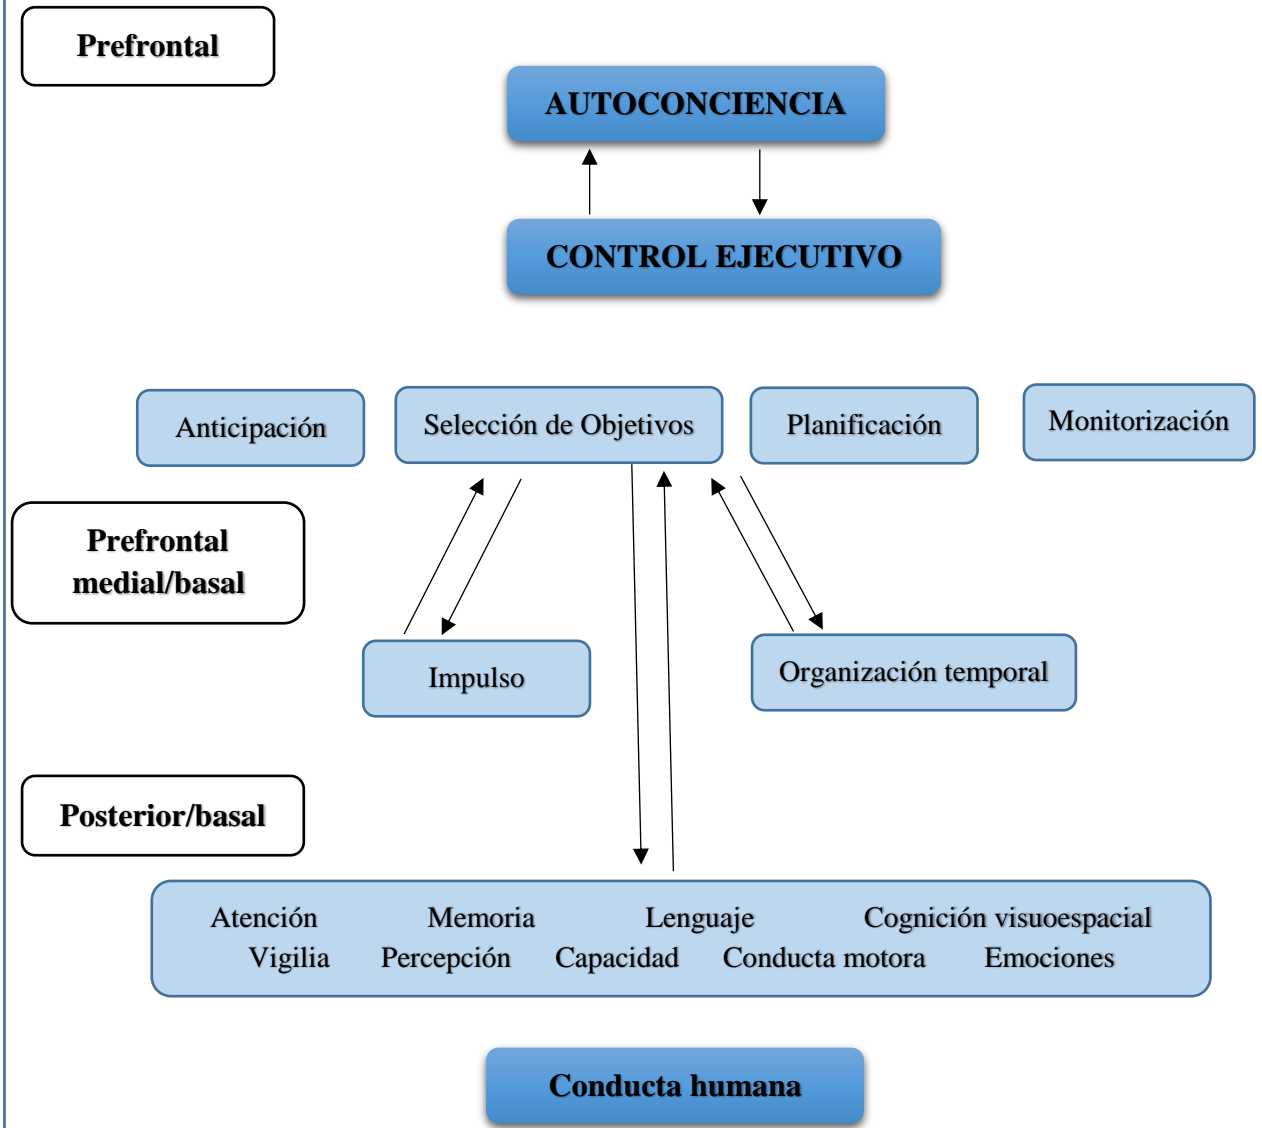 Prefrontal
AUTOCONCIENCIA
CONTROL EJECUTIVO
Anticipación
Selección de Objetivos
Planificación
Monitorización
Prefrontal
medial/basal
Impulso
Organización temporal
Posterior/basal
Atención Memoria Lenguaje Cognición visuoespacial
Vigilia Percepción Capacidad Conducta motora Emociones
Conducta humana